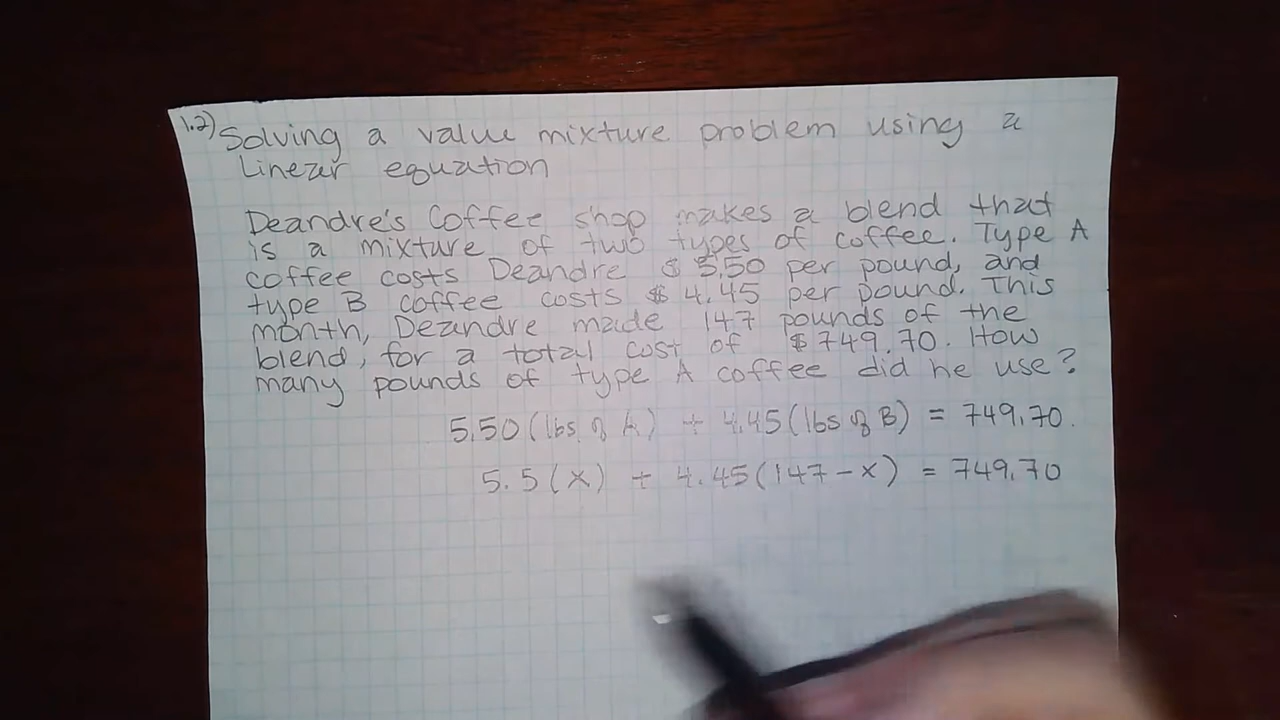 1.2) Solving a value mixture problem using a
linear equation
Deandre's Coffee shop makes a blend that
is a mixture of two types of coffee. Type A
coffee costs Deandre $ 5.50 per pound, and
type B coffee costs $ 4.45 per pound. This
month, Deandre made 147 pounds of the
blend, for a total cost of $749.70. How
many pounds of type A coffee did he use?
5.50(lbs of A) + 4.45(lbs of B) = 749.70.
5.5(x) + 4.45(147-x) = 749.70